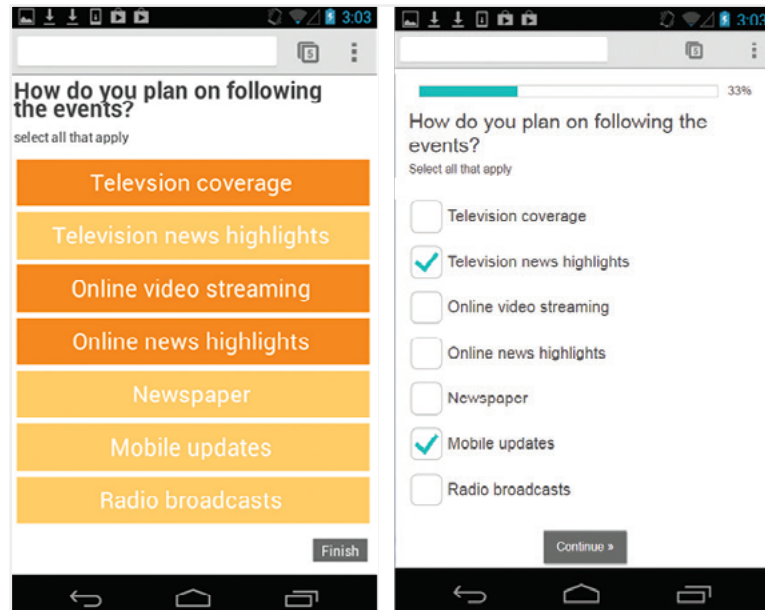 3:03
5
How do you plan on following
the events?
select all that apply
Televsion coverage
Television news highlights
Online video streaming
Online news highlights
Newspaper
Mobile updates
Radio broadcasts
Finish
3:03
5
33%
How do you plan on following the
events?
Select all that apply
Television coverage
Television news highlights
Online video streaming
Online news highlights
Newspaper
Mobile updates
Radio broadcasts
Continue »